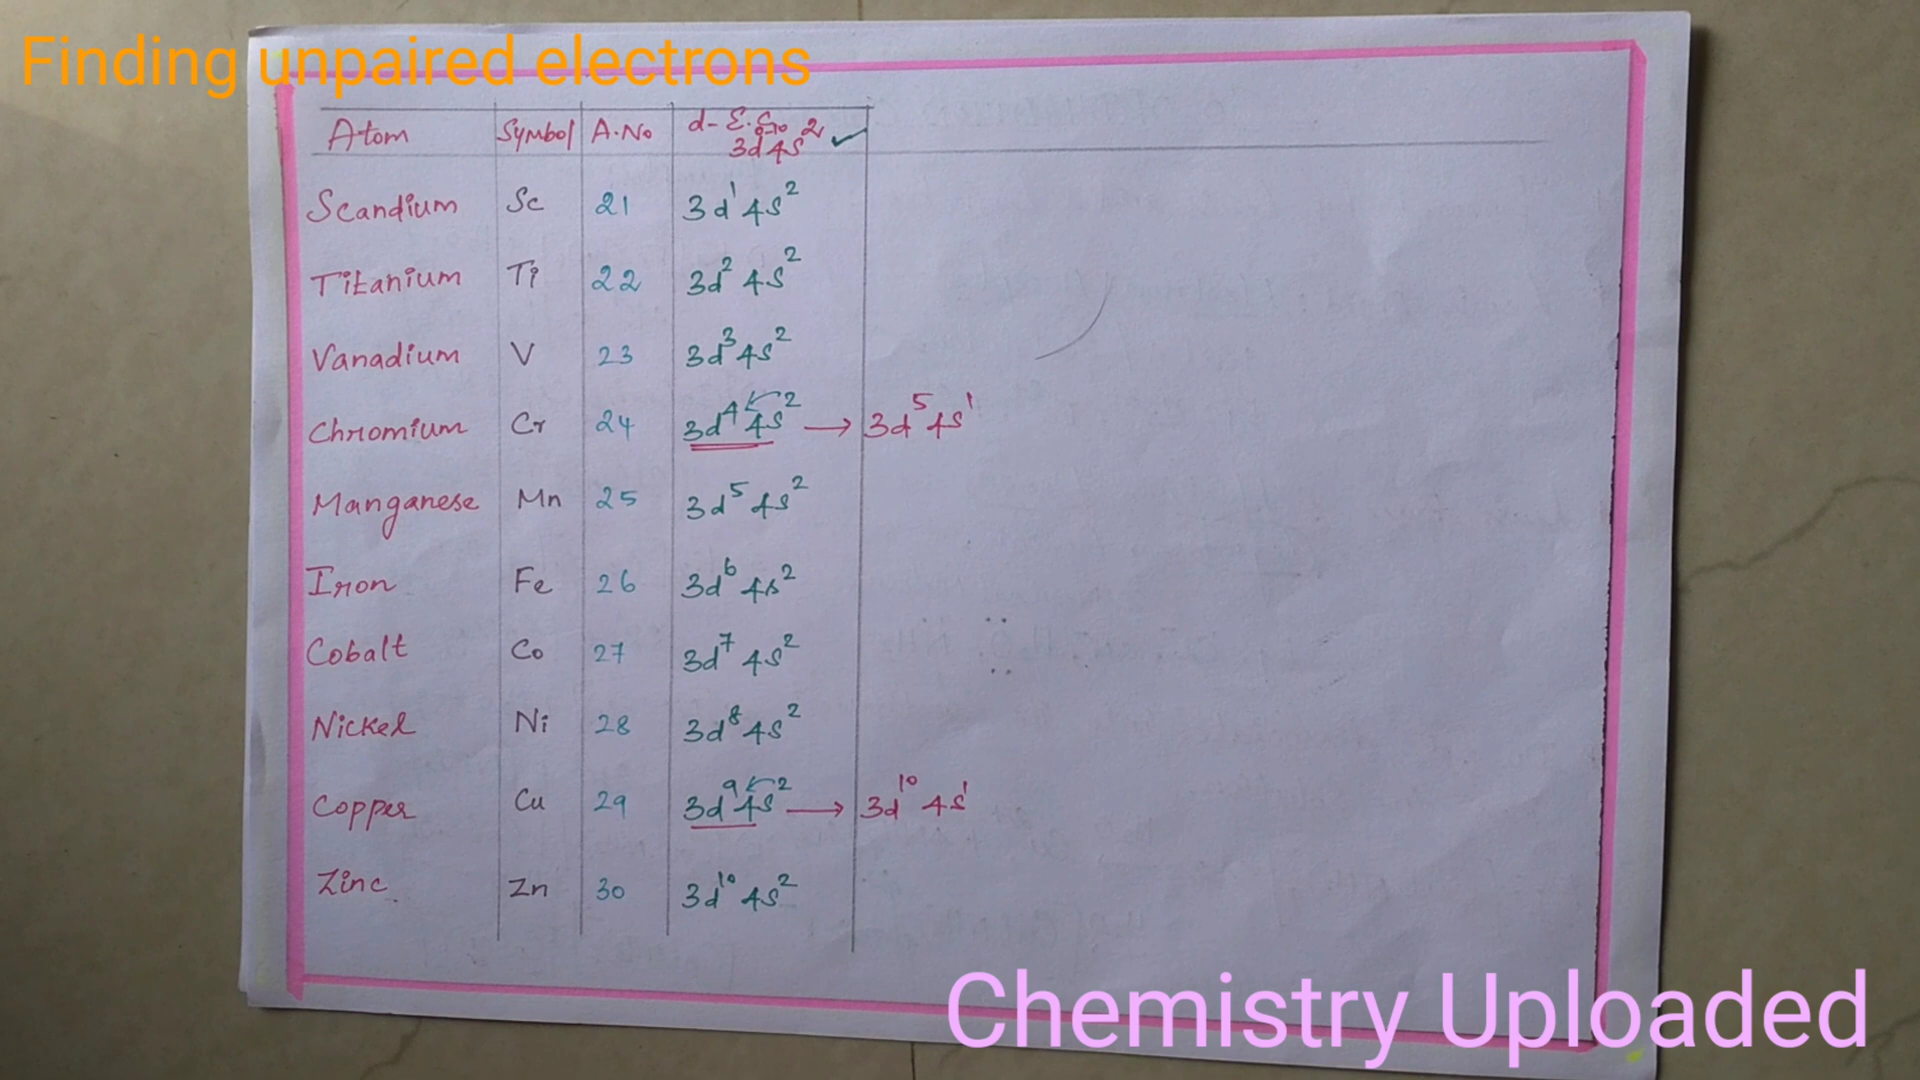 Finding unpaired electrons
Atom Symbol A.No d-E.C
3d⁰⁻¹⁰ 4s² ✓
Scandium Sc 21 3d¹ 4s²
Titanium Ti 22 3d² 4s²
Vanadium V 23 3d³ 4s²
Chromium Cr 24 3d⁴ 4s² → 3d⁵ 4s¹
Manganese Mn 25 3d⁵ 4s²
Iron Fe 26 3d⁶ 4s²
Cobalt Co 27 3d⁷ 4s²
Nickel Ni 28 3d⁸ 4s²
Copper Cu 29 3d⁹ 4s² → 3d¹⁰ 4s¹
Zinc Zn 30 3d¹⁰ 4s²
Chemistry Uploaded